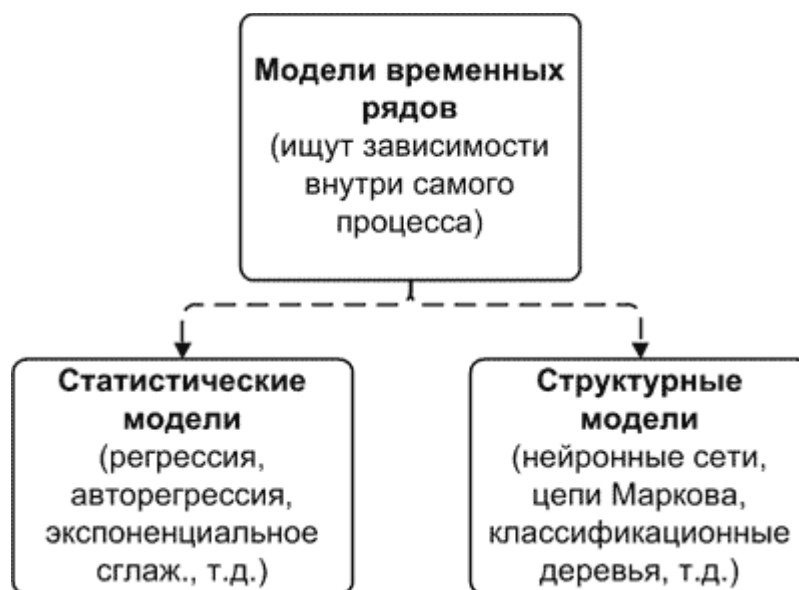 Модели временных
рядов
(ищут зависимости
внутри самого
процесса)
Статистические
модели
(регрессия,
авторегрессия,
экспоненциальное
сглаж., т.д.)
Структурные
модели
(нейронные сети,
цепи Маркова,
классификационные
деревья, т.д.)